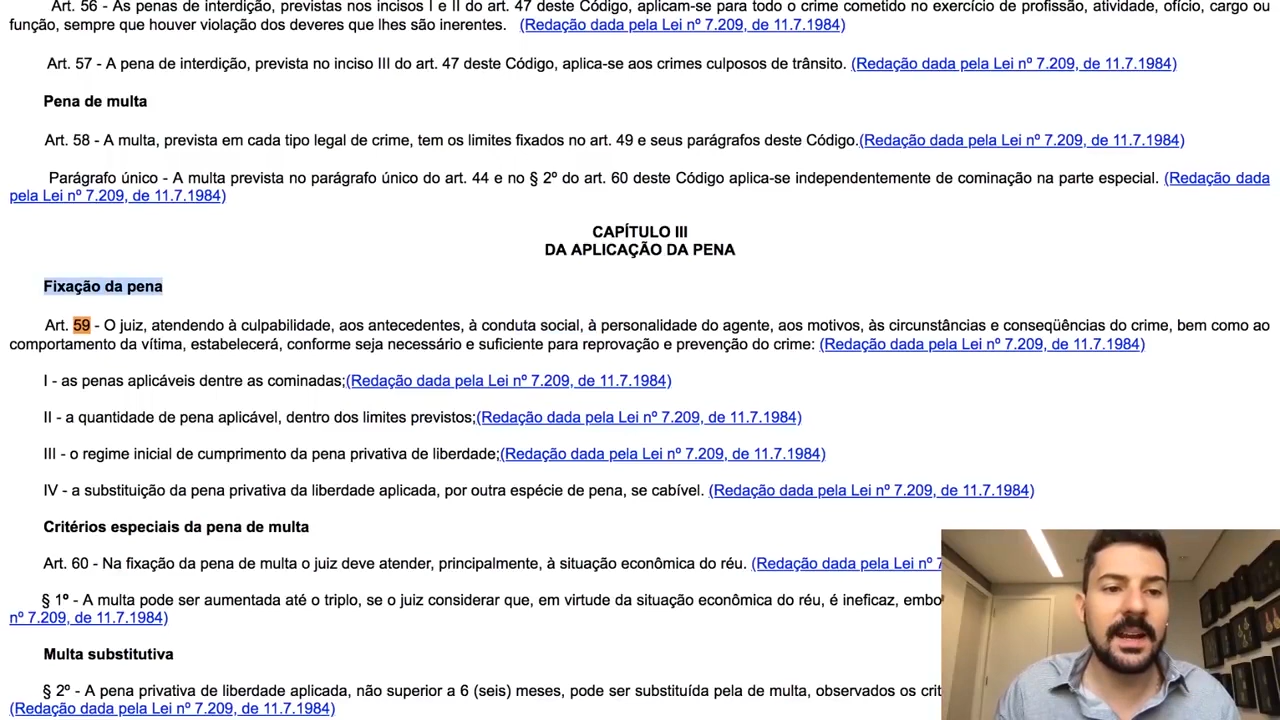 Art. 56 - As penas de interdição, previstas nos incisos I e II do art. 47 deste Código, aplicam-se para todo o crime cometido no exercício de profissão, atividade, ofício, cargo ou
função, sempre que houver violação dos deveres que lhes são inerentes. (Redação dada pela Lei nº 7.209, de 11.7.1984)
Art. 57 - A pena de interdição, prevista no inciso III do art. 47 deste Código, aplica-se aos crimes culposos de trânsito. (Redação dada pela Lei nº 7.209, de 11.7.1984)
Pena de multa
Art. 58 - A multa, prevista em cada tipo legal de crime, tem os limites fixados no art. 49 e seus parágrafos deste Código.(Redação dada pela Lei nº 7.209, de 11.7.1984)
Parágrafo único - A multa prevista no parágrafo único do art. 44 e no § 2º do art. 60 deste Código aplica-se independentemente de cominação na parte especial. (Redação dada
pela Lei nº 7.209, de 11.7.1984)
CAPÍTULO III
DA APLICAÇÃO DA PENA
Fixação da pena
Art. 59 - O juiz, atendendo à culpabilidade, aos antecedentes, à conduta social, à personalidade do agente, aos motivos, às circunstâncias e conseqüências do crime, bem como ao
comportamento da vítima, estabelecerá, conforme seja necessário e suficiente para reprovação e prevenção do crime: (Redação dada pela Lei nº 7.209, de 11.7.1984)
I - as penas aplicáveis dentre as cominadas;(Redação dada pela Lei nº 7.209, de 11.7.1984)
II - a quantidade de pena aplicável, dentro dos limites previstos;(Redação dada pela Lei nº 7.209, de 11.7.1984)
III - o regime inicial de cumprimento da pena privativa de liberdade;(Redação dada pela Lei nº 7.209, de 11.7.1984)
IV - a substituição da pena privativa da liberdade aplicada, por outra espécie de pena, se cabível. (Redação dada pela Lei nº 7.209, de 11.7.1984)
Critérios especiais da pena de multa
Art. 60 - Na fixação da pena de multa o juiz deve atender, principalmente, à situação econômica do réu. (Redação dada pela Lei nº
§ 1º - A multa pode ser aumentada até o triplo, se o juiz considerar que, em virtude da situação econômica do réu, é ineficaz,
nº 7.209, de 11.7.1984)
Multa substitutiva
§ 2º - A pena privativa de liberdade aplicada, não superior a 6 (seis) meses, pode ser substituída pela de multa, observados os
(Redação dada pela Lei nº 7.209, de 11.7.1984)